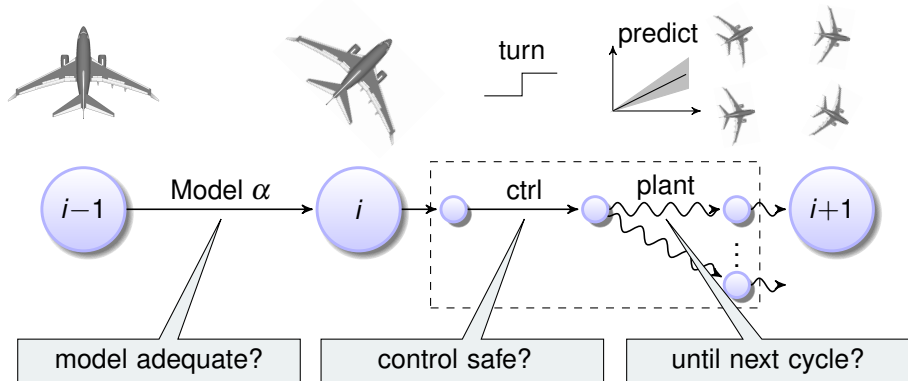 turn
predict
i−1
Model α
i
ctrl
plant
i+1
model adequate?
control safe?
until next cycle?